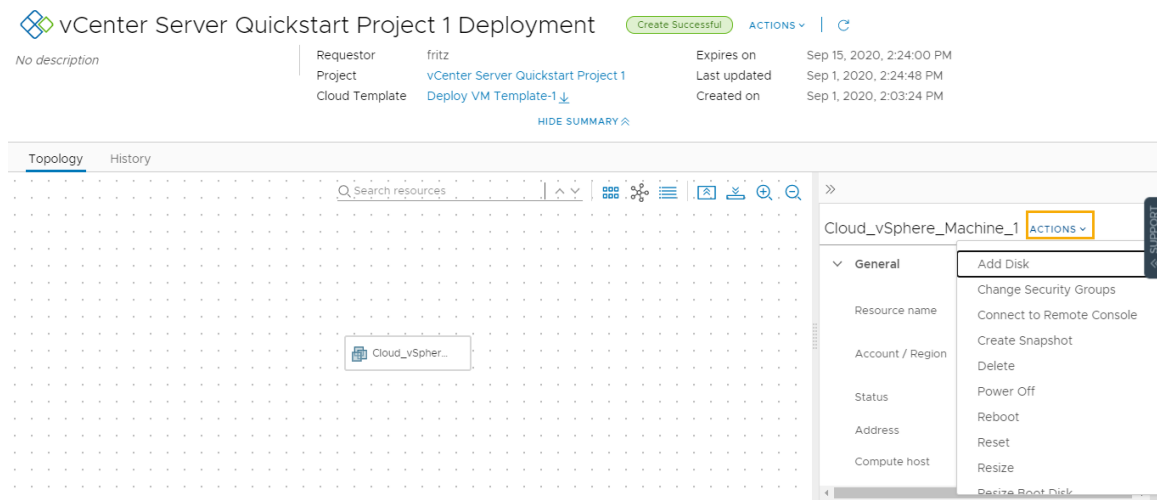 vCenter Server Quickstart Project 1 Deployment Create Successful ACTIONS
No description
Requestor fritz Expires on Sep 15, 2020, 2:24:00 PM
Project vCenter Server Quickstart Project 1 Last updated Sep 1, 2020, 2:24:48 PM
Cloud Template Deploy VM Template-1 Created on Sep 1, 2020, 2:03:24 PM
HIDE SUMMARY
Topology History
Search resources
Cloud_vSphere_Machine_1 ACTIONS
SUPPORT
General
Add Disk
Change Security Groups
Resource name
Connect to Remote Console
Create Snapshot
Cloud_vSpher...
Account / Region
Delete
Power Off
Status
Reboot
Address
Reset
Compute host
Resize
Resize Boot Disk